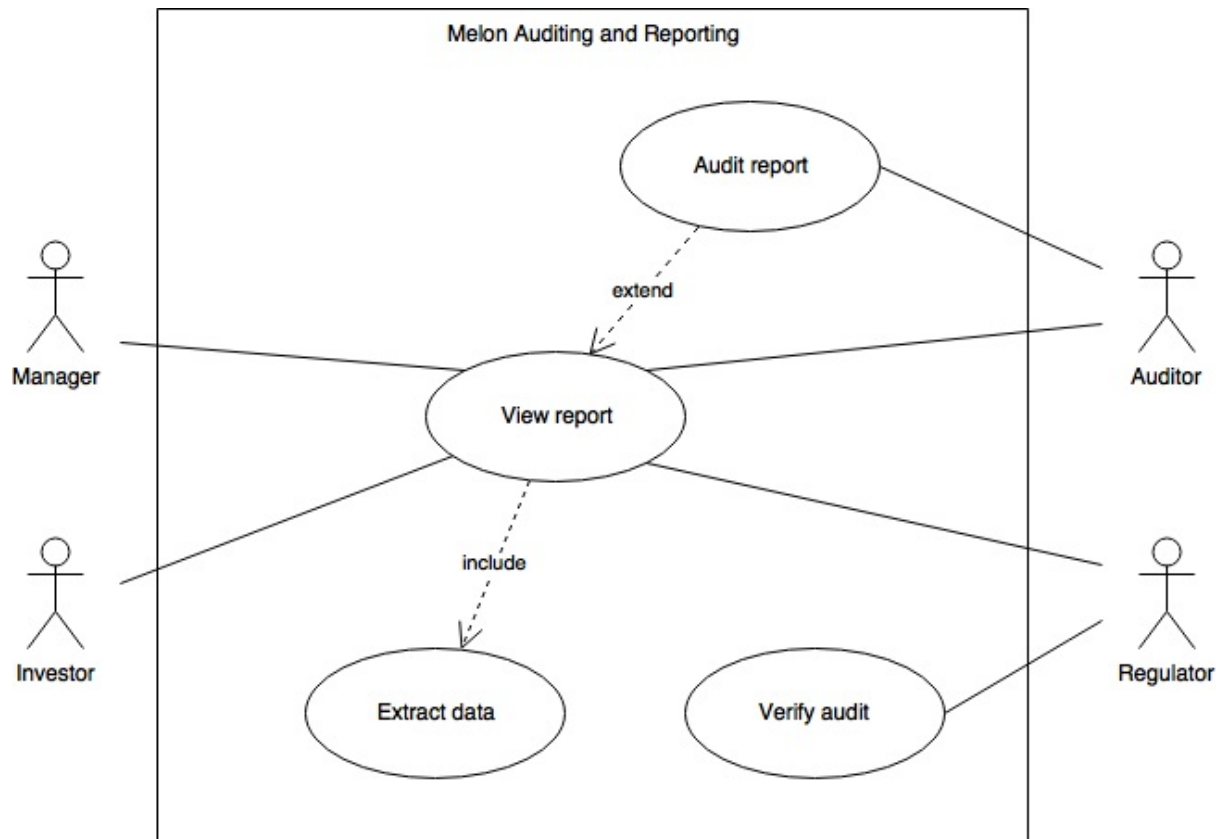 Melon Auditing and Reporting
Audit report
extend
Manager
Auditor
View report
include
Investor
Regulator
Extract data
Verify audit